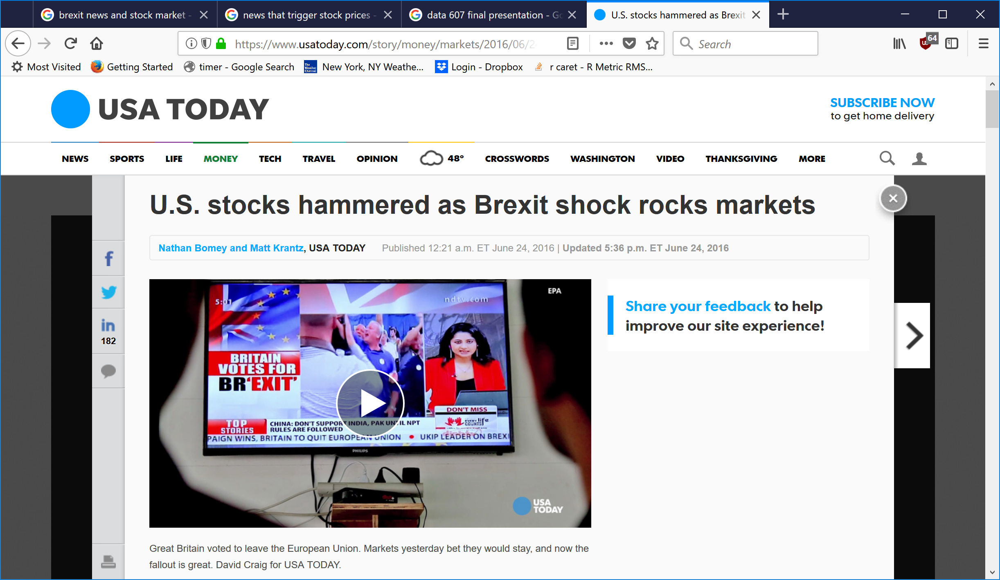 brexit news and stock market -
news that trigger stock prices -
data 607 final presentation - Go
U.S. stocks hammered as Brexit
https://www.usatoday.com/story/money/markets/2016/06/2
Search
64
Most Visited
Getting Started
timer - Google Search
The Weather Channel
New York, NY Weathe...
Login - Dropbox
r caret - R Metric RMS...
USA TODAY
SUBSCRIBE NOW
to get home delivery
NEWS SPORTS LIFE MONEY TECH TRAVEL OPINION 48° CROSSWORDS WASHINGTON VIDEO THANKSGIVING MORE
U.S. stocks hammered as Brexit shock rocks markets
Nathan Bomey and Matt Krantz, USA TODAY Published 12:21 a.m. ET June 24, 2016 | Updated 5:36 p.m. ET June 24, 2016
f
in
182
EPA
5:01
ndtv.com
BRITAIN
VOTES FOR
BR‘EXIT’
DON'T MISS
EVERY life
COUNTS
TOP
STORIES
CHINA: DON'T SUPPORT INDIA, PAK UNTIL NPT
RULES ARE FOLLOWED
PAIGN WINS, BRITAIN TO QUIT EUROPEAN UNION • UKIP LEADER ON BREXI
PHILIPS
USA
TODAY
Share your feedback to help
improve our site experience!
Great Britain voted to leave the European Union. Markets yesterday bet they would stay, and now the
fallout is great. David Craig for USA TODAY.